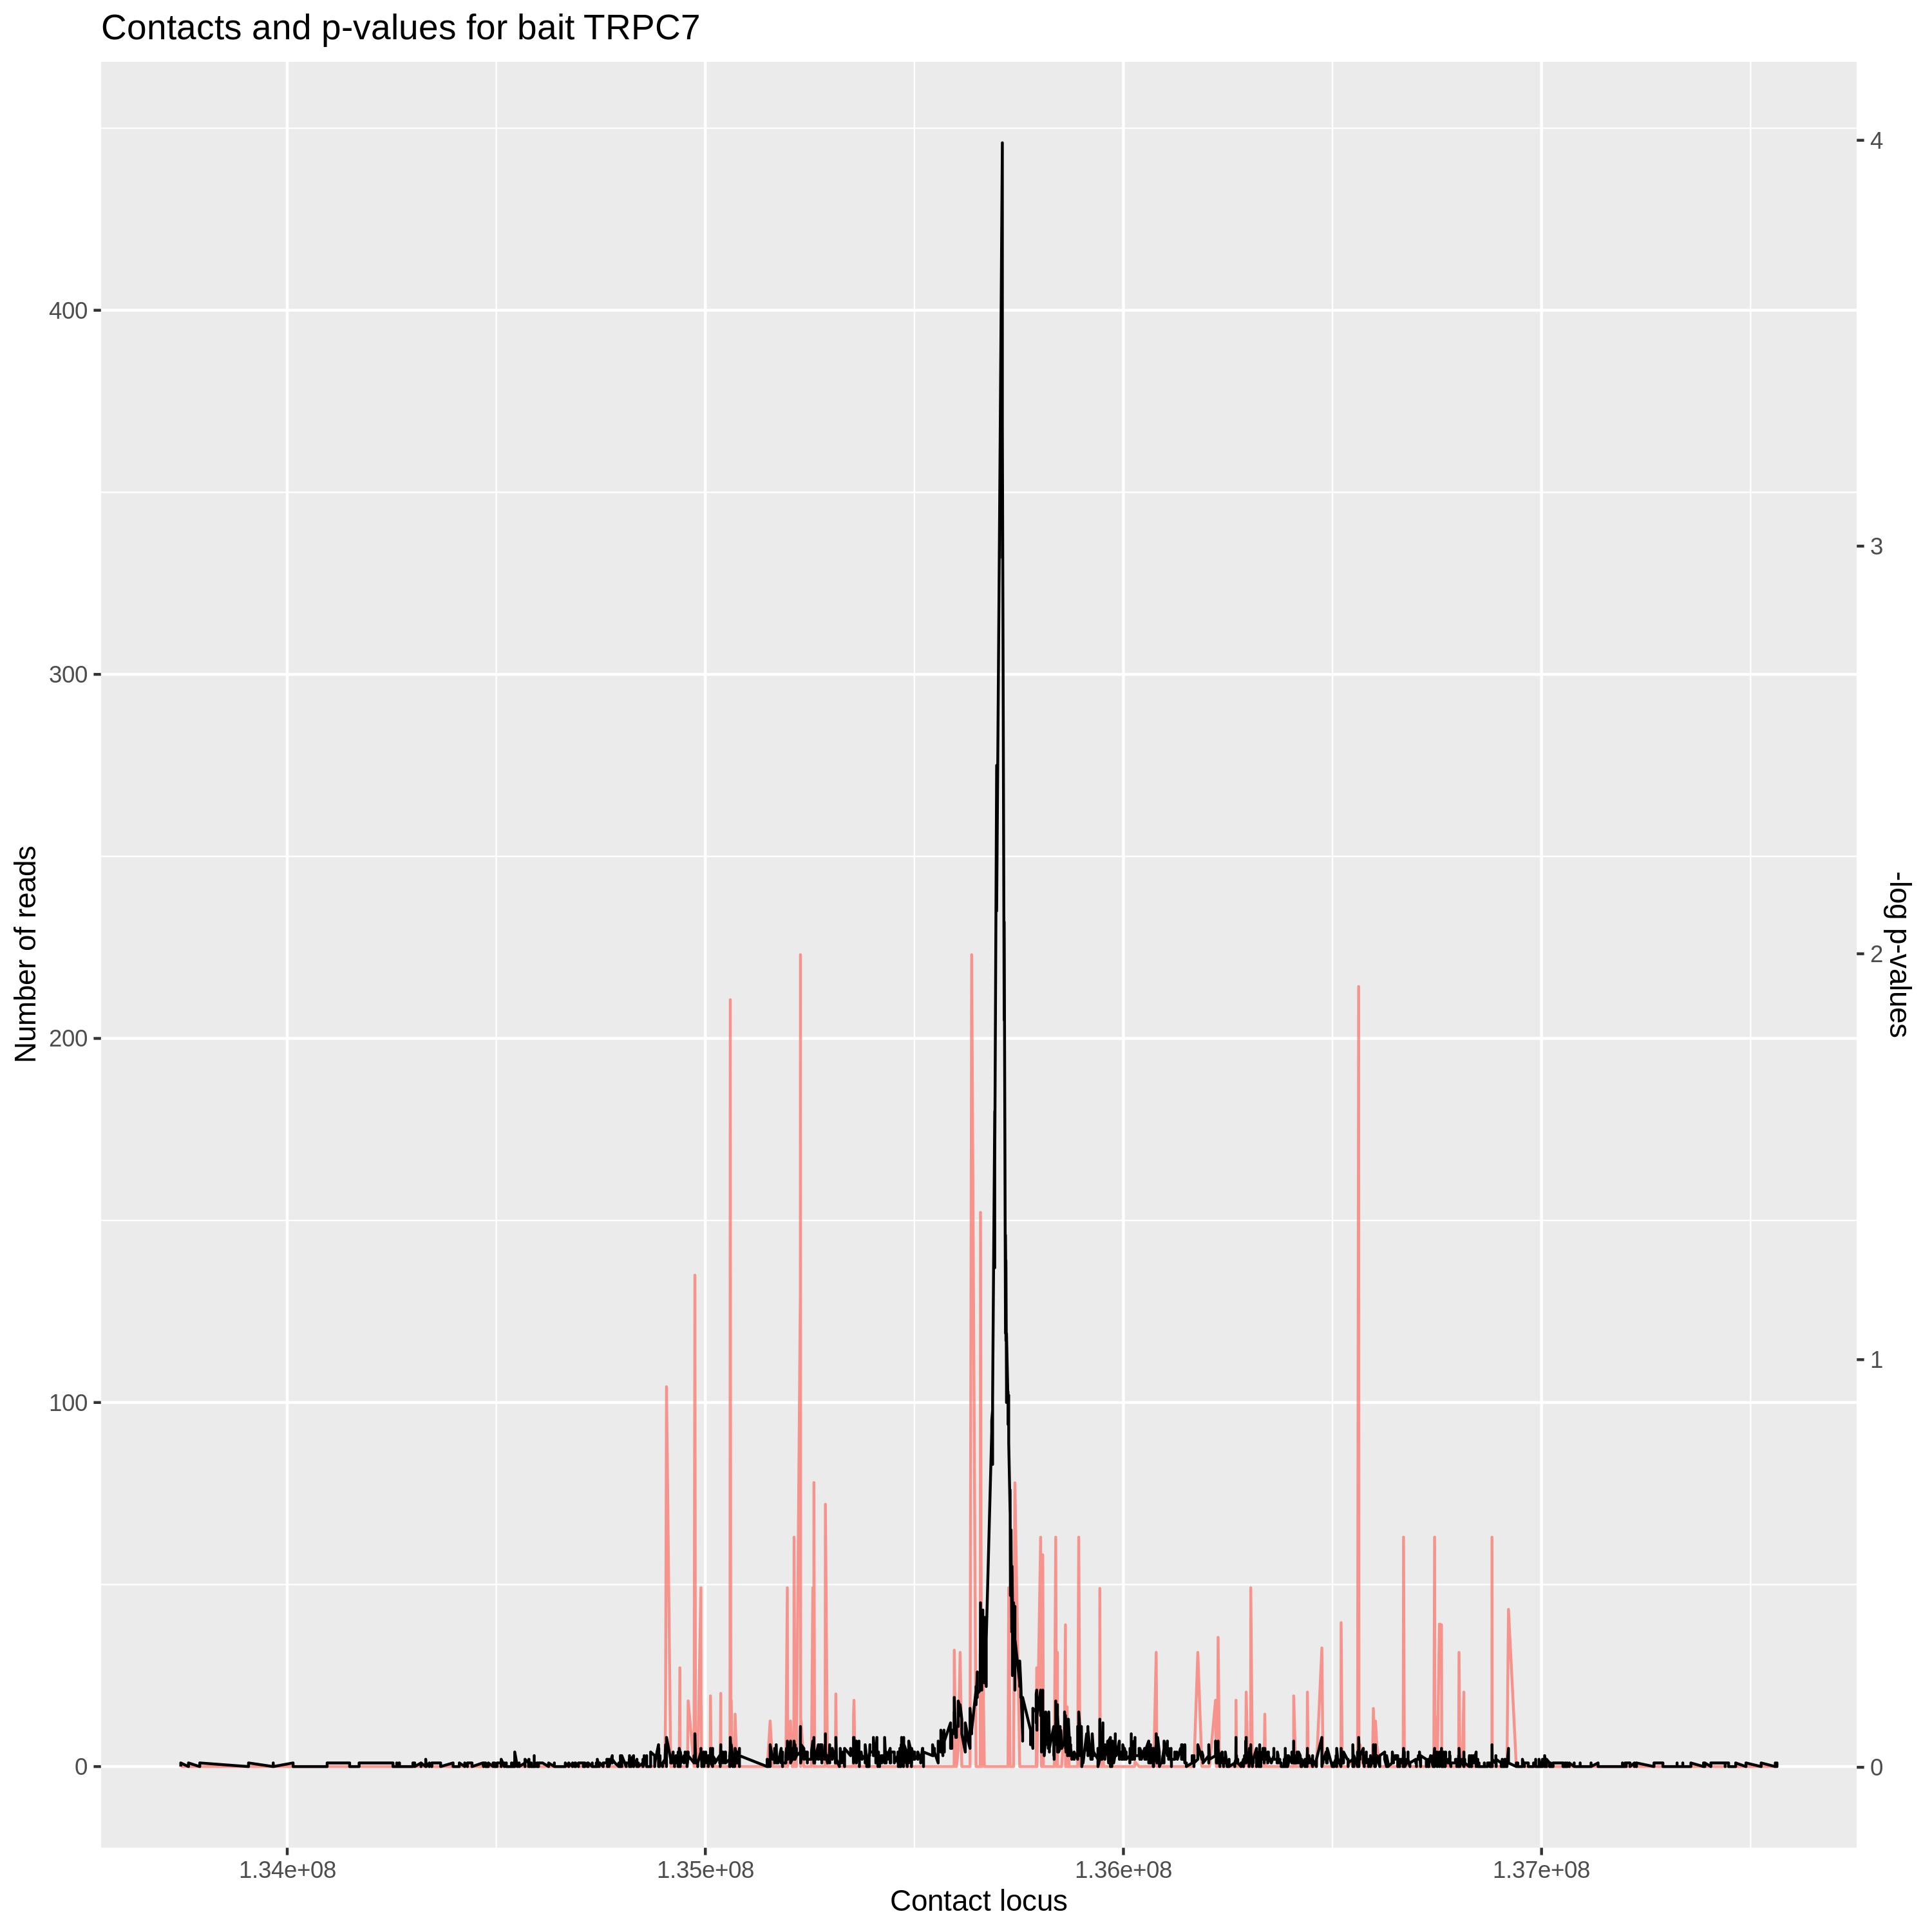 Contacts and p-values for bait TRPC7
Number of reads
400
300
200
100
0
4
3
2
1
0
-log p-values
1.34e+08
1.35e+08
1.36e+08
1.37e+08
Contact locus